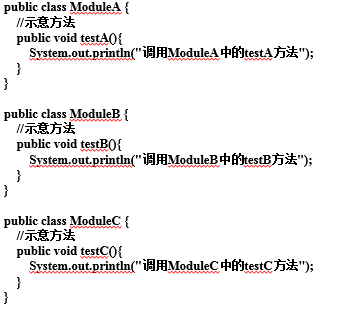 public class ModuleA {
//示意方法
public void testA(){
System.out.println("调用ModuleA中的testA方法");
}
}
public class ModuleB {
//示意方法
public void testB(){
System.out.println("调用ModuleB中的testB方法");
}
}
public class ModuleC {
//示意方法
public void testC(){
System.out.println("调用ModuleC中的testC方法");
}
}